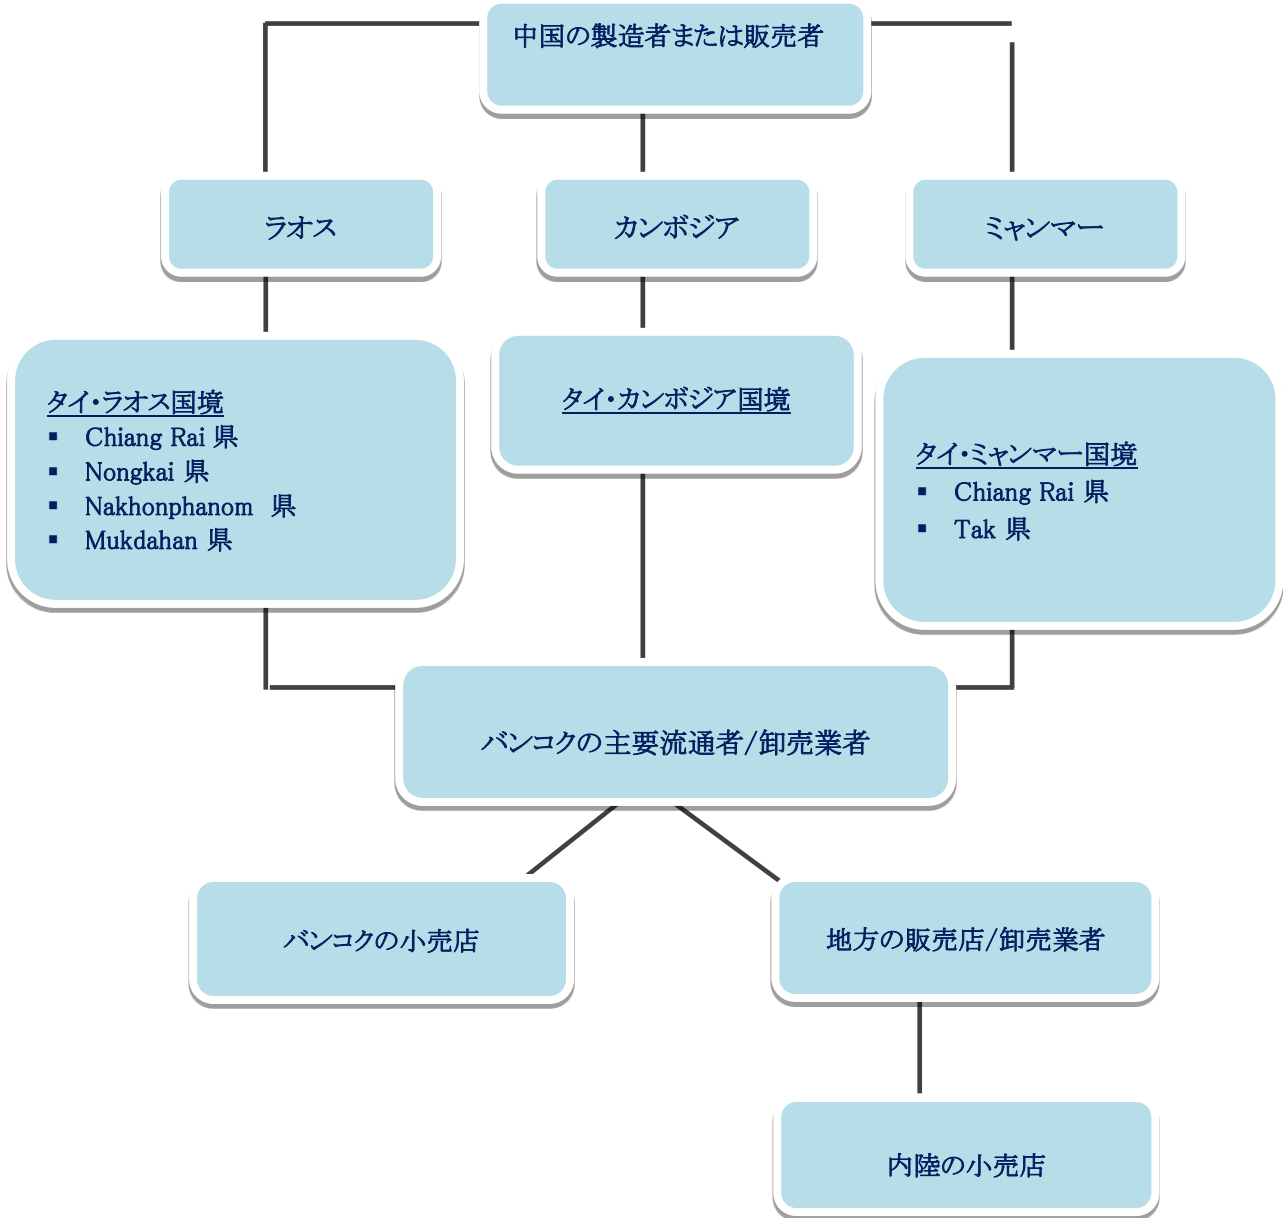 中国の製造者または販売者
ラオス
カンボジア
ミャンマー
タイ・ラオス国境
▪ Chiang Rai 県
▪ Nongkai 県
▪ Nakhonphanom 県
▪ Mukdahan 県
タイ・カンボジア国境
タイ・ミャンマー国境
▪ Chiang Rai 県
▪ Tak 県
バンコクの主要流通者/卸売業者
バンコクの小売店
地方の販売店/卸売業者
内陸の小売店